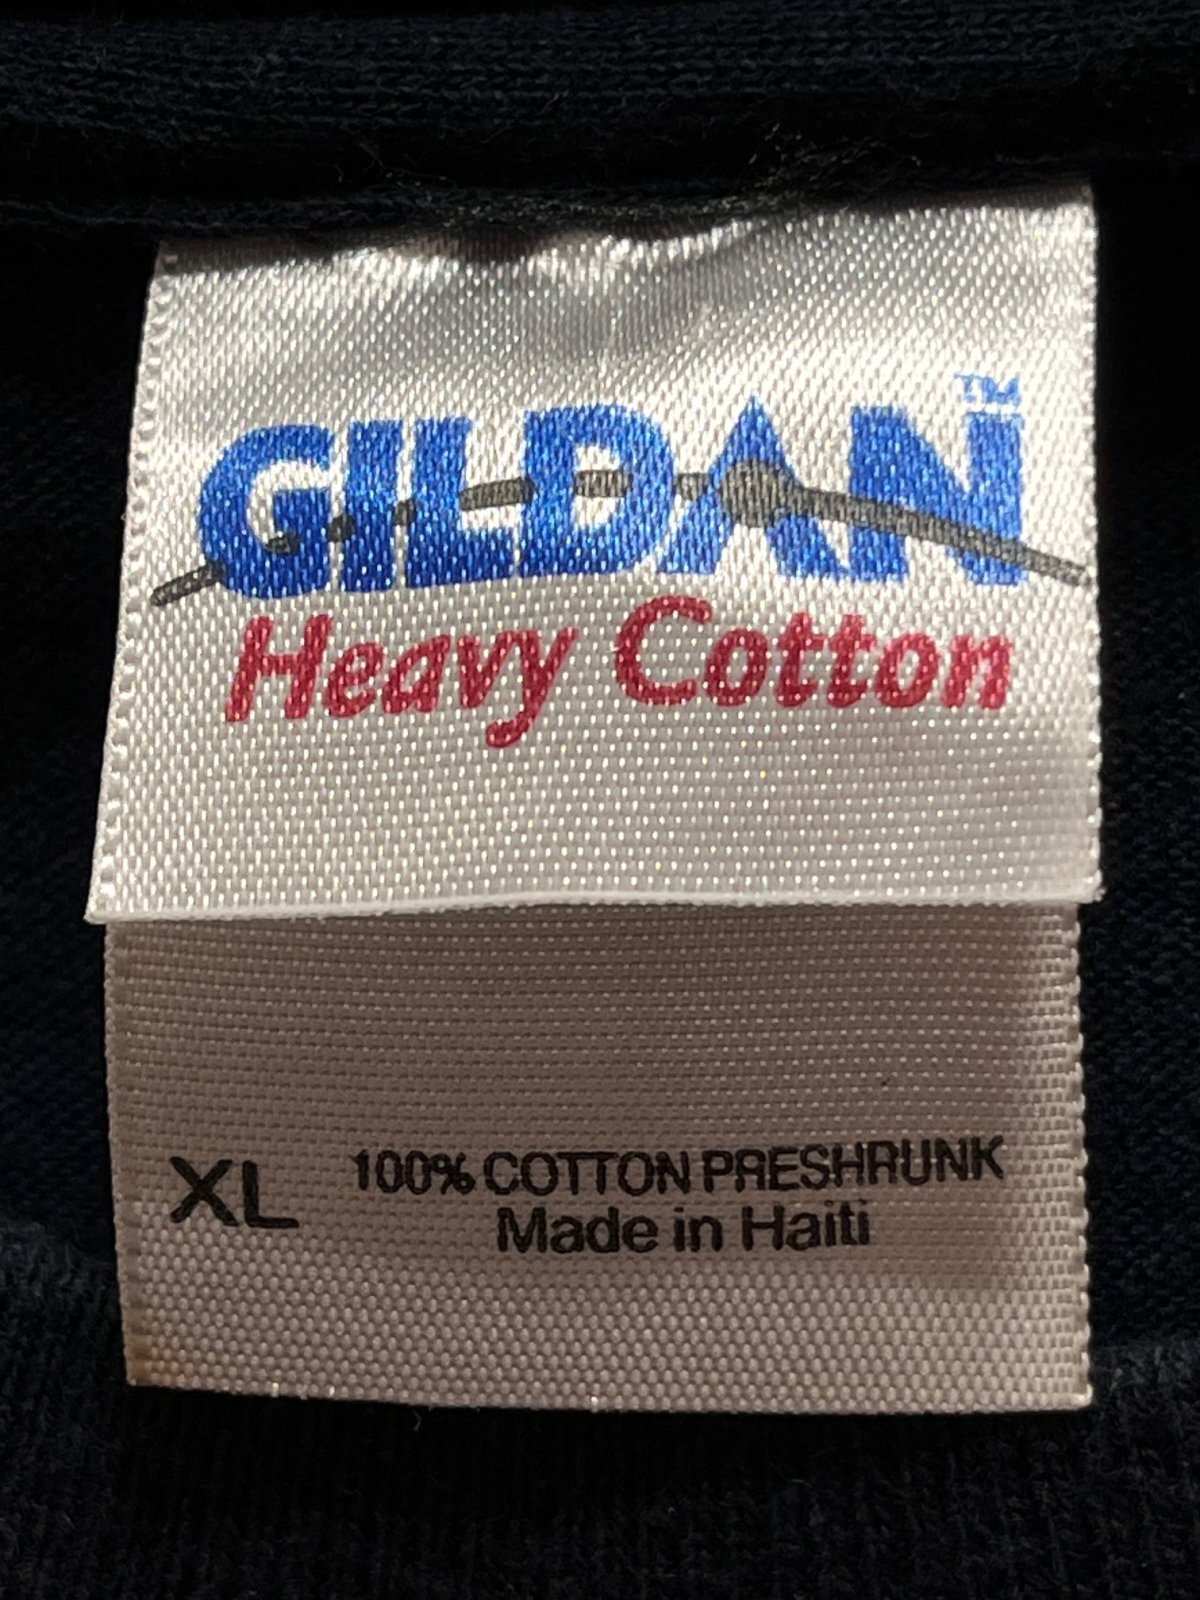 GILDAN™
Heavy Cotton
XL
100% COTTON PRESHRUNK
Made in Haiti